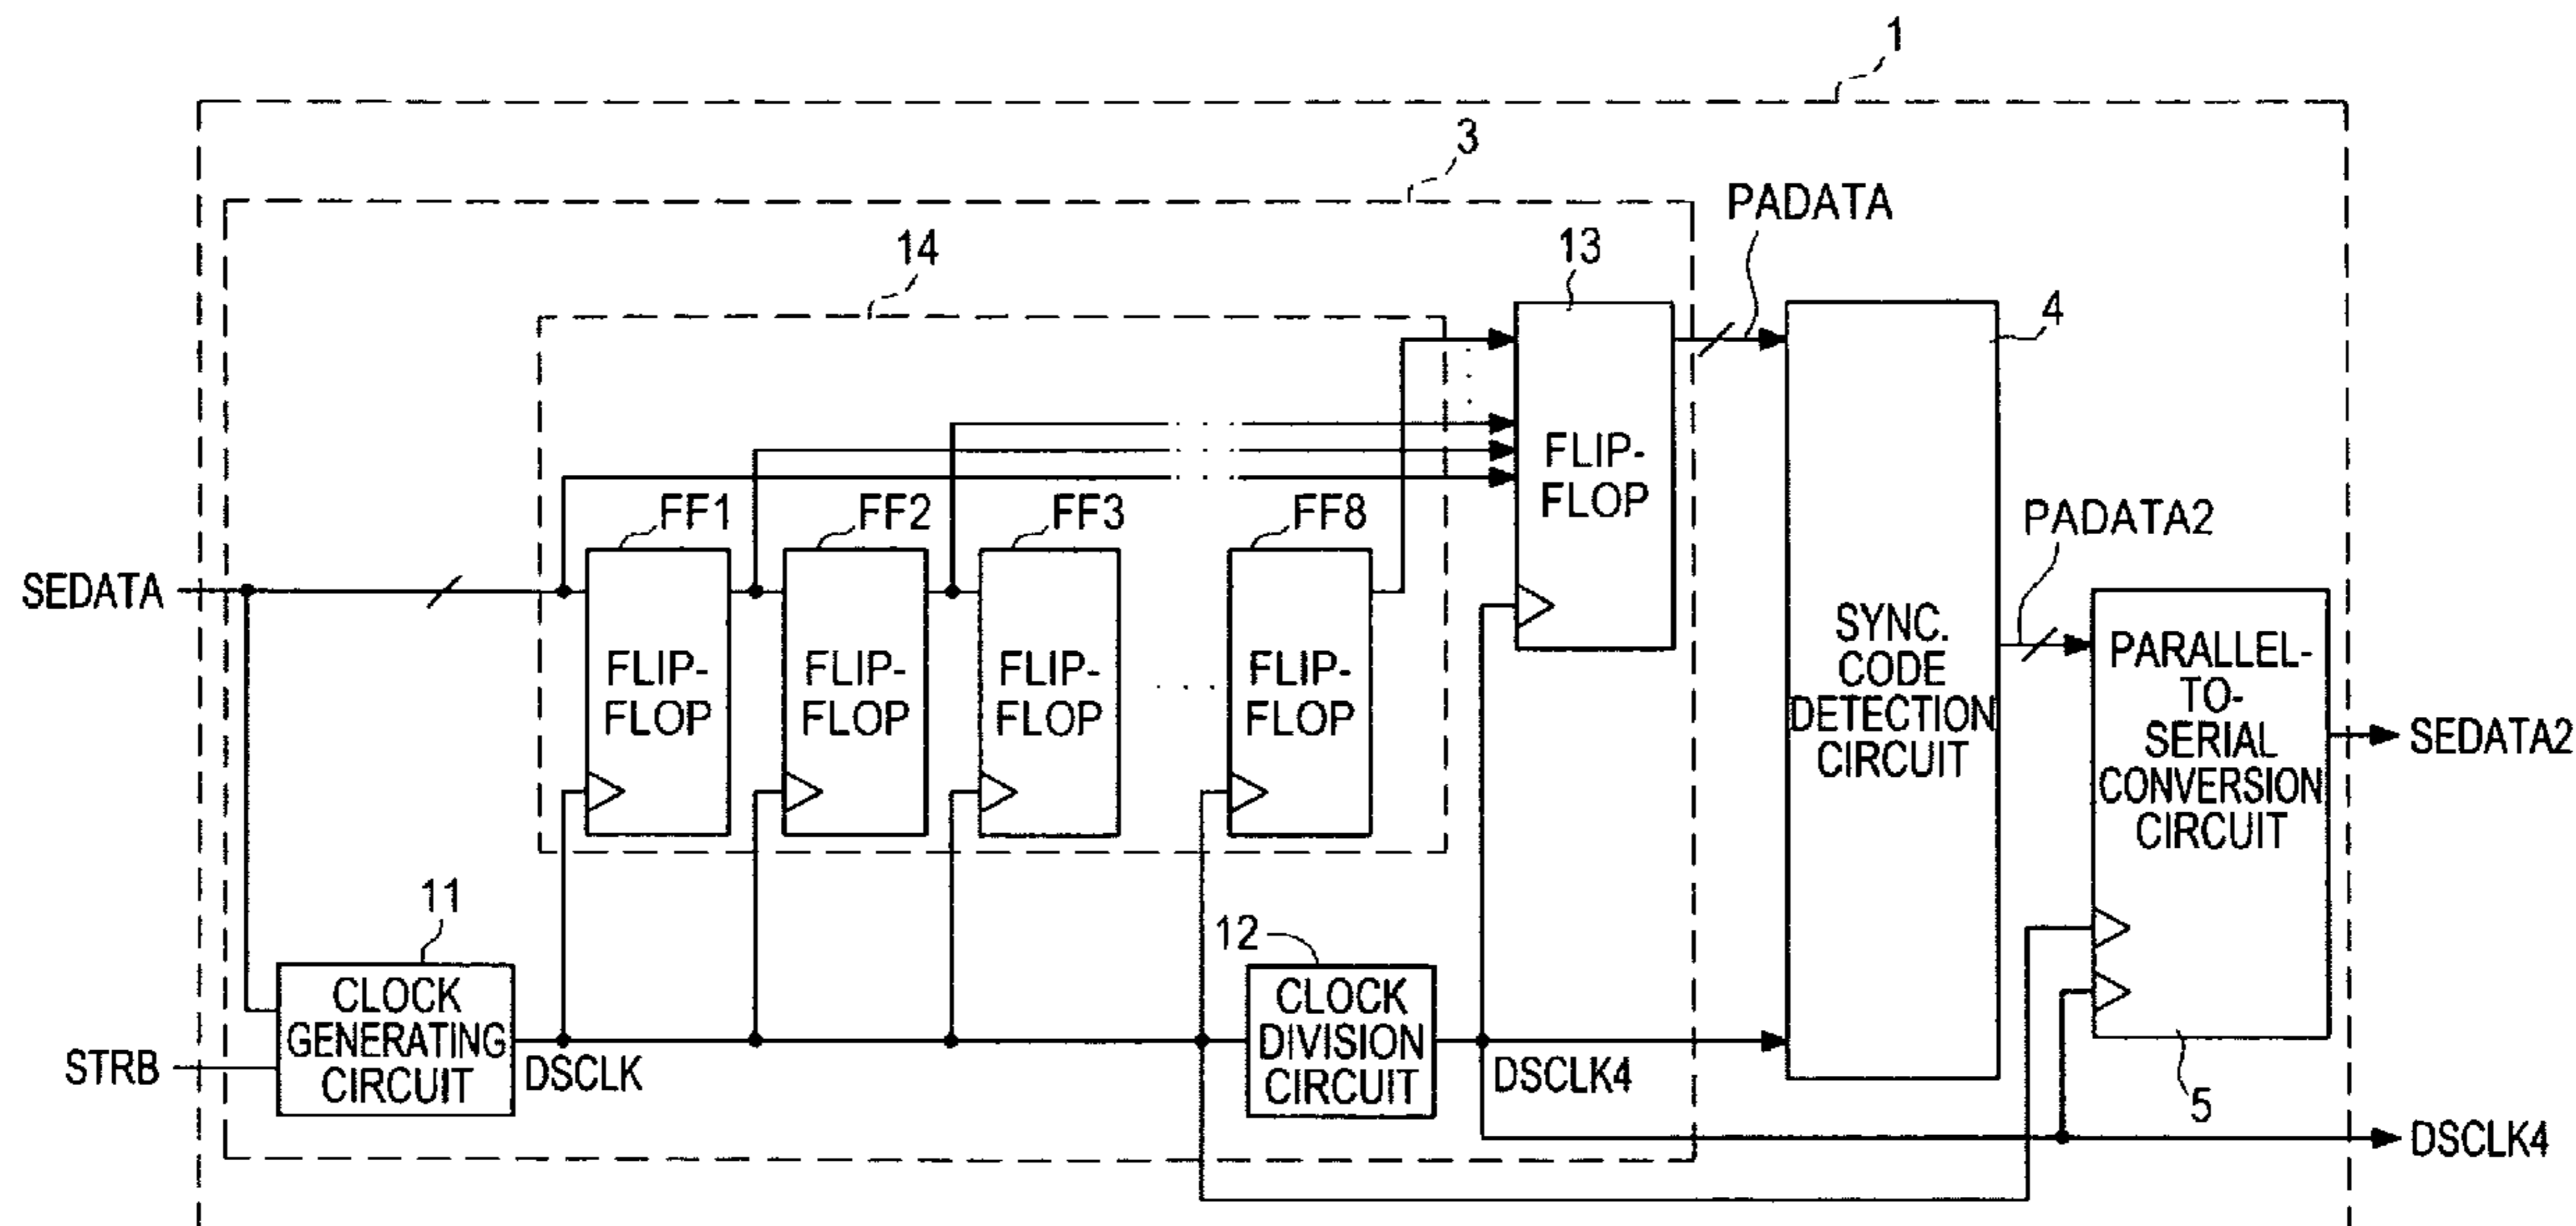 1
3
PADATA
14
13
4
FLIP-
FLOP
FF1
FF2
FF3
FF8
PADATA2
SEDATA
FLIP-
FLOP
FLIP-
FLOP
FLIP-
FLOP
FLIP-
FLOP
SYNC.
CODE
DETECTION
CIRCUIT
PARALLEL-
TO-
SERIAL
CONVERSION
CIRCUIT
SEDATA2
11
12
CLOCK
GENERATING
CIRCUIT
STRB
DSCLK
CLOCK
DIVISION
CIRCUIT
DSCLK4
5
DSCLK4